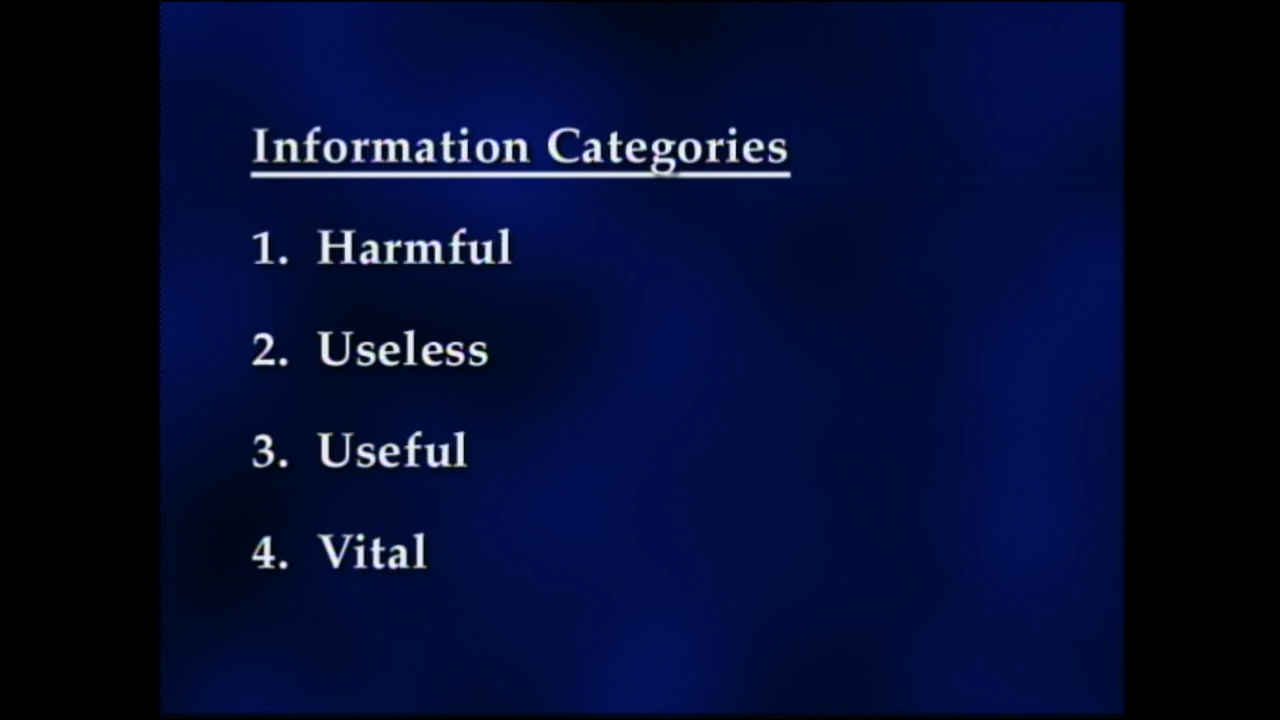 Information Categories
1. Harmful
2. Useless
3. Useful
4. Vital